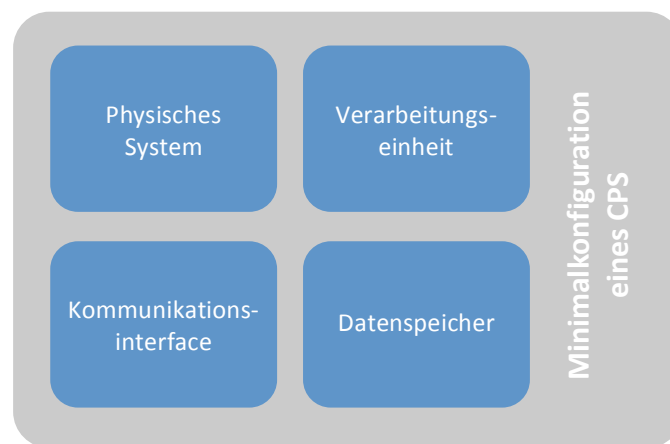 Physisches
System
Verarbeitungs-
einheit
Kommunikations-
interface
Datenspeicher
Minimalkonfiguration
eines CPS